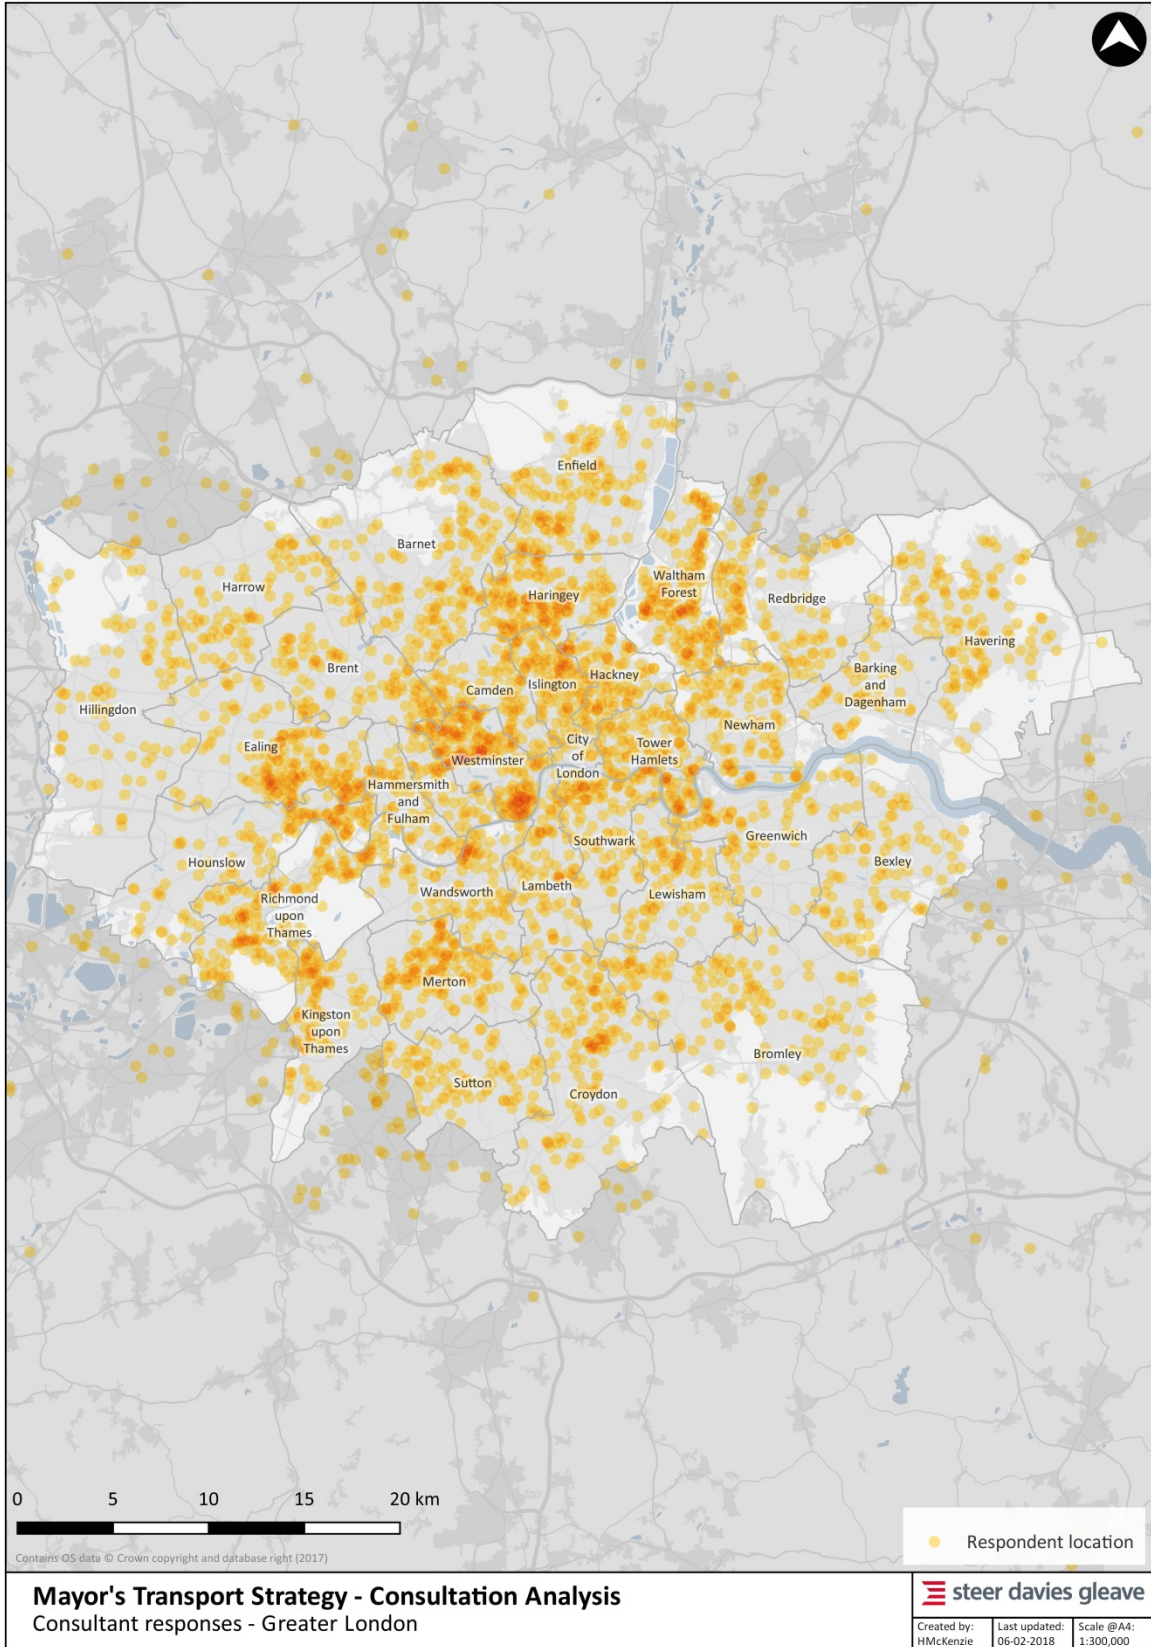 Enfield
Barnet
Harrow
Waltham
Forest
Haringey
Redbridge
Havering
Brent
Camden
Islington
Hackney
Barking
and
Dagenham
Hillingdon
Ealing
Westminster
City
of
London
Tower
Hamlets
Newham
Hammersmith
and
Fulham
Southwark
Greenwich
Hounslow
Bexley
Richmond
upon
Thames
Wandsworth
Lambeth
Lewisham
Merton
Kingston
upon
Thames
Bromley
Sutton
Croydon
0 5 10 15 20 km
Contains OS data © Crown copyright and database right (2017)
Respondent location
Mayor's Transport Strategy - Consultation Analysis
Consultant responses - Greater London
steer davies gleave
Created by: Last updated: Scale @A4:
HMcKenzie 06-02-2018 1:300,000